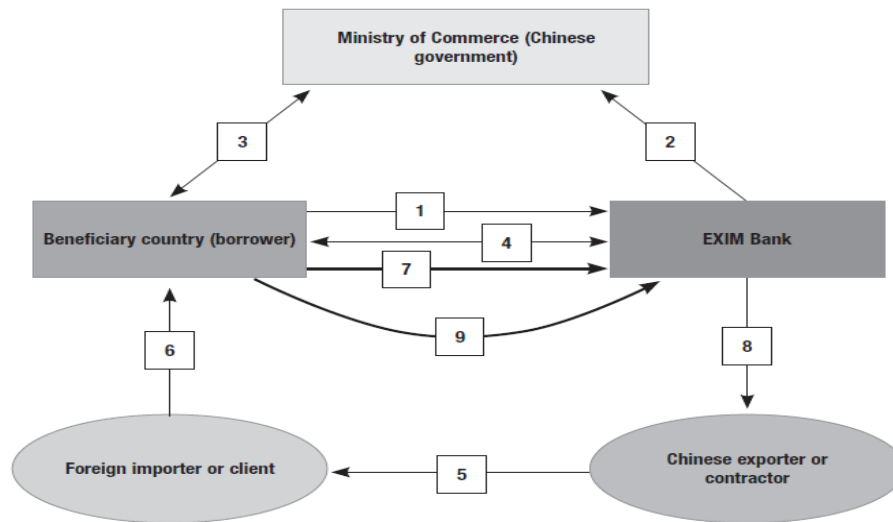 Ministry of Commerce (Chinese
government)
3
2
1
Beneficiary country (borrower)
4
EXIM Bank
7
9
6
8
Foreign importer or client
5
Chinese exporter or
contractor